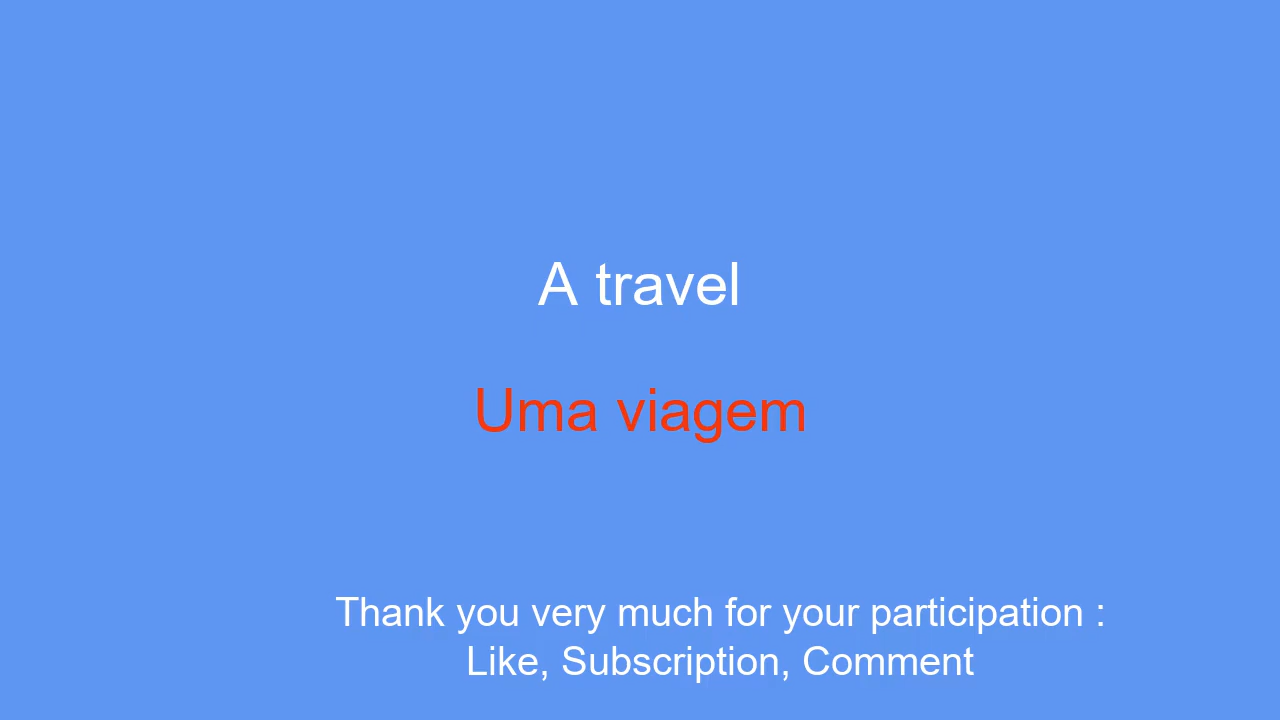 A travel
Uma viagem
Thank you very much for your participation :
Like, Subscription, Comment